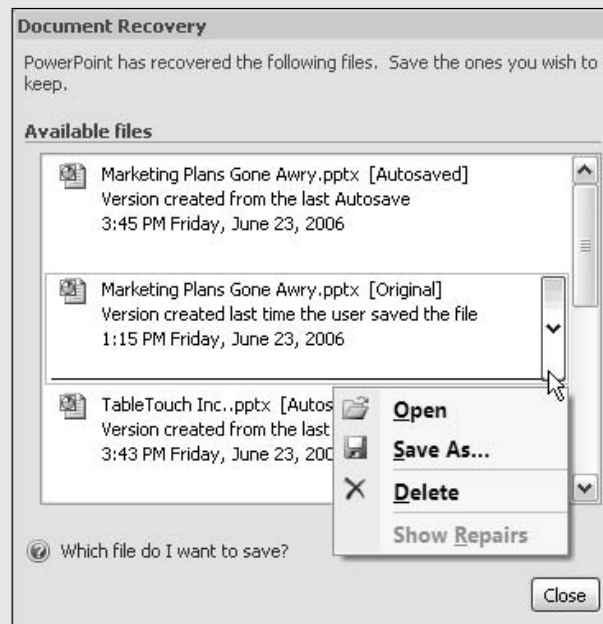 Document Recovery
PowerPoint has recovered the following files. Save the ones you wish to
keep.
Available files
Marketing Plans Gone Awry.pptx [Autosaved]
Version created from the last Autosave
3:45 PM Friday, June 23, 2006
Marketing Plans Gone Awry.pptx [Original]
Version created last time the user saved the file
1:15 PM Friday, June 23, 2006
TableTouch Inc..pptx
Version created from the last
3:43 PM Friday, June 23,
Open
Save As...
Delete
Show Repairs
Which file do I want to save?
Close